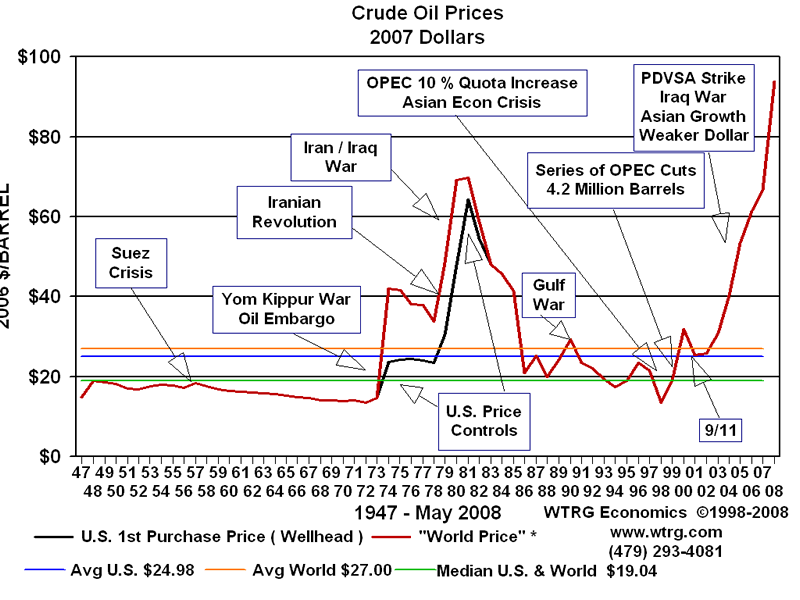 Crude Oil Prices
2007 Dollars
2006 $/BARREL
$100
$80
$60
$40
$20
$0
OPEC 10 % Quota Increase
Asian Econ Crisis
PDVSA Strike
Iraq War
Asian Growth
Weaker Dollar
Iran / Iraq
War
Series of OPEC Cuts
4.2 Million Barrels
Iranian
Revolution
Suez
Crisis
Yom Kippur War
Oil Embargo
Gulf
War
U.S. Price
Controls
9/11
47 49 51 53 55 57 59 61 63 65 67 69 71 73 75 77 79 81 83 85 87 89 91 93 95 97 99 01 03 05 07
48 50 52 54 56 58 60 62 64 66 68 70 72 74 76 78 80 82 84 86 88 90 92 94 96 98 00 02 04 06 08
1947 - May 2008
WTRG Economics ©1998-2008
www.wtrg.com
(479) 293-4081
U.S. 1st Purchase Price ( Wellhead )
"World Price" *
Avg U.S. $24.98
Avg World $27.00
Median U.S. & World $19.04